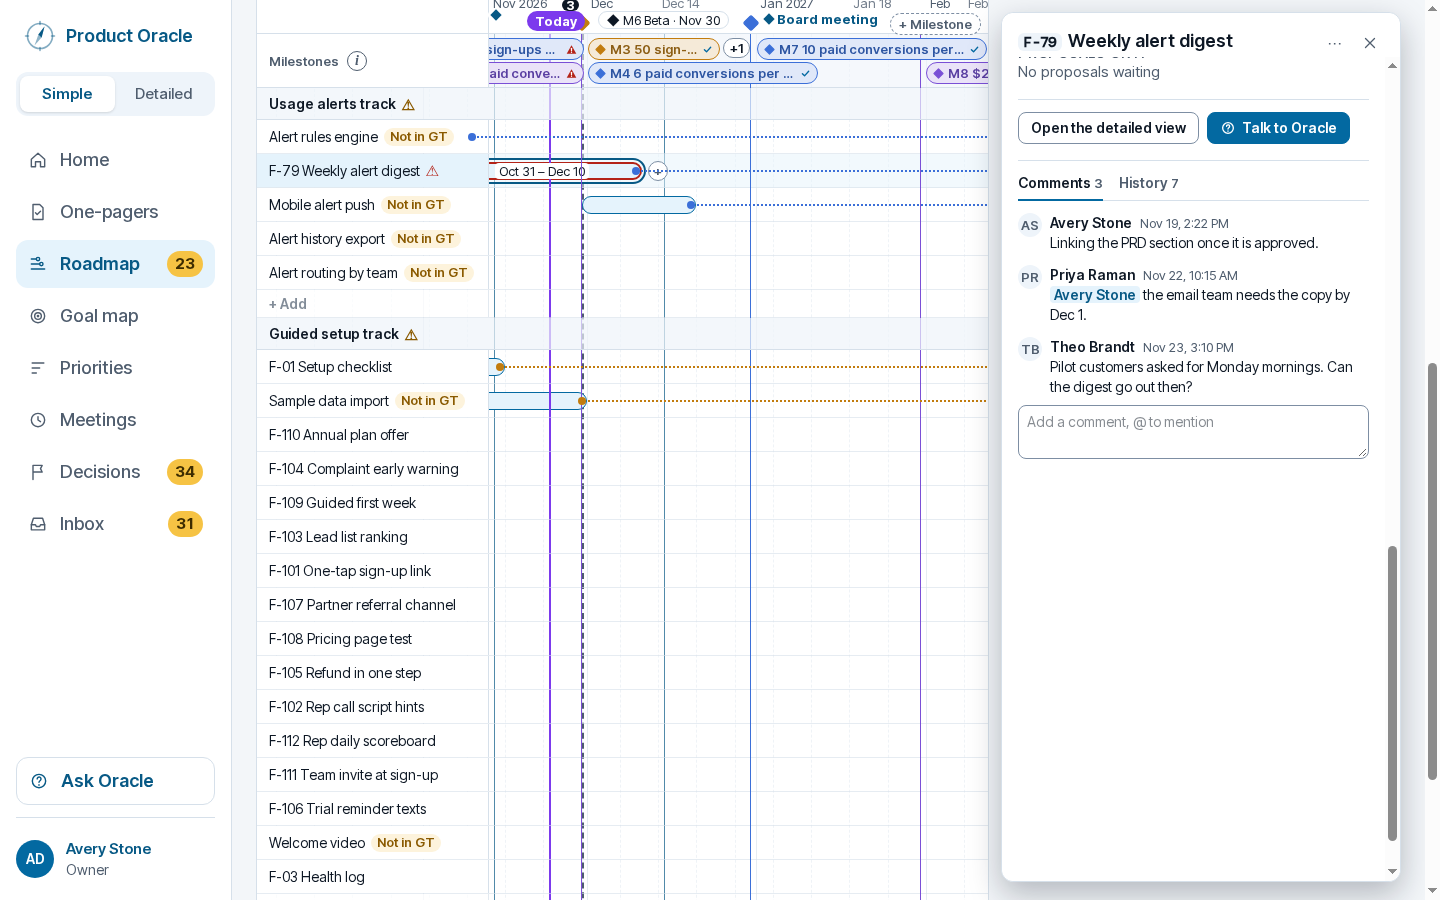 Product Oracle
Simple
Detailed
Home
One-pagers
Roadmap 23
Goal map
Priorities
Meetings
Decisions 34
Inbox 31
Ask Oracle
AD
Avery Stone
Owner
Nov 2026 3 Dec Dec 14 Jan 2027 Jan 18 Feb Feb
Today M6 Beta · Nov 30 Board meeting + Milestone
Milestones i
sign-ups ... M3 50 sign-... +1 M7 10 paid conversions per...
aid conve... M4 6 paid conversions per ... M8 $2
Usage alerts track
Alert rules engine Not in GT
F-79 Weekly alert digest Oct 31 – Dec 10
Mobile alert push Not in GT
Alert history export Not in GT
Alert routing by team Not in GT
+ Add
Guided setup track
F-01 Setup checklist
Sample data import Not in GT
F-110 Annual plan offer
F-104 Complaint early warning
F-109 Guided first week
F-103 Lead list ranking
F-101 One-tap sign-up link
F-107 Partner referral channel
F-108 Pricing page test
F-105 Refund in one step
F-102 Rep call script hints
F-112 Rep daily scoreboard
F-111 Team invite at sign-up
F-106 Trial reminder texts
Welcome video Not in GT
F-03 Health log
F-79 Weekly alert digest
No proposals waiting
Open the detailed view
Talk to Oracle
Comments 3 History 7
AS Avery Stone Nov 19, 2:22 PM
Linking the PRD section once it is approved.
PR Priya Raman Nov 22, 10:15 AM
Avery Stone the email team needs the copy by
Dec 1.
TB Theo Brandt Nov 23, 3:10 PM
Pilot customers asked for Monday mornings. Can
the digest go out then?
Add a comment, @ to mention